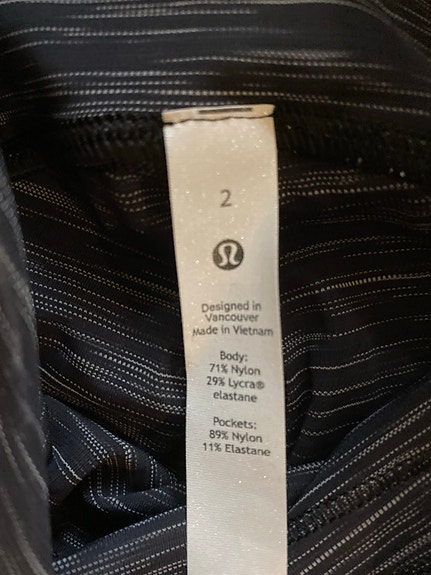 2
Designed in
Vancouver
Made in Vietnam
Body:
71% Nylon
29% Lycra®
elastane
Pockets:
89% Nylon
11% Elastane